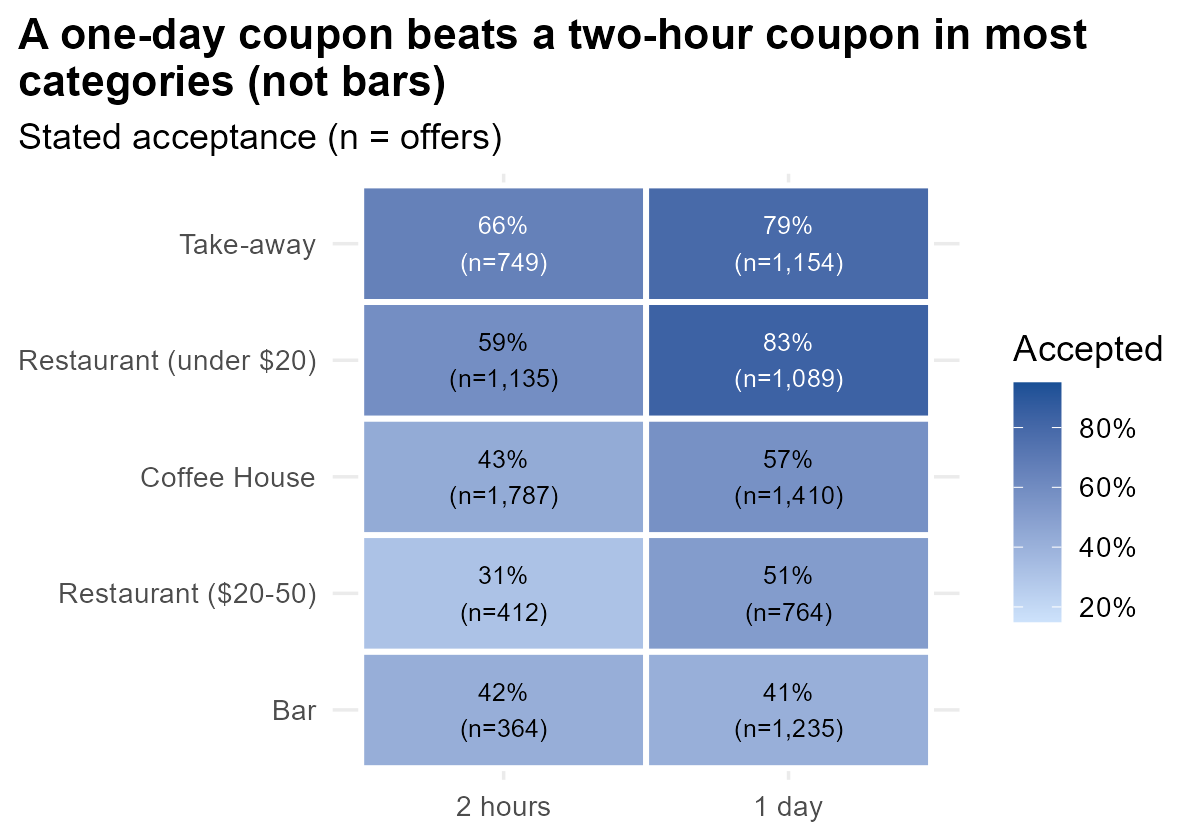 A one-day coupon beats a two-hour coupon in most
categories (not bars)
Stated acceptance (n = offers)
Take-away
66%
(n=749)
79%
(n=1,154)
Restaurant (under $20)
59%
(n=1,135)
83%
(n=1,089)
Coffee House
43%
(n=1,787)
57%
(n=1,410)
Restaurant ($20-50)
31%
(n=412)
51%
(n=764)
Bar
42%
(n=364)
41%
(n=1,235)
2 hours
1 day
Accepted
80%
60%
40%
20%